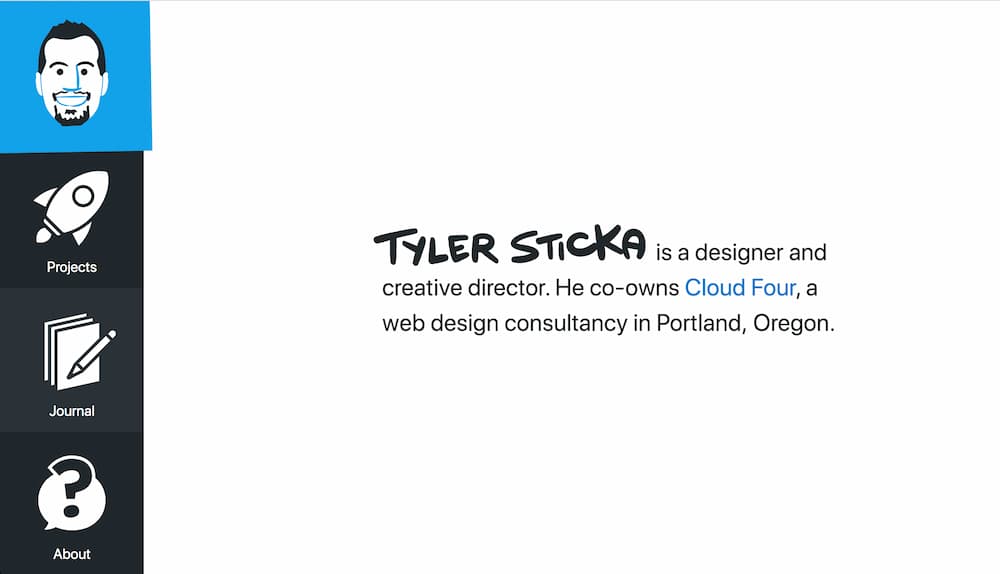 Projects
Journal
About
TYLER STICKA is a designer and
creative director. He co-owns Cloud Four, a
web design consultancy in Portland, Oregon.